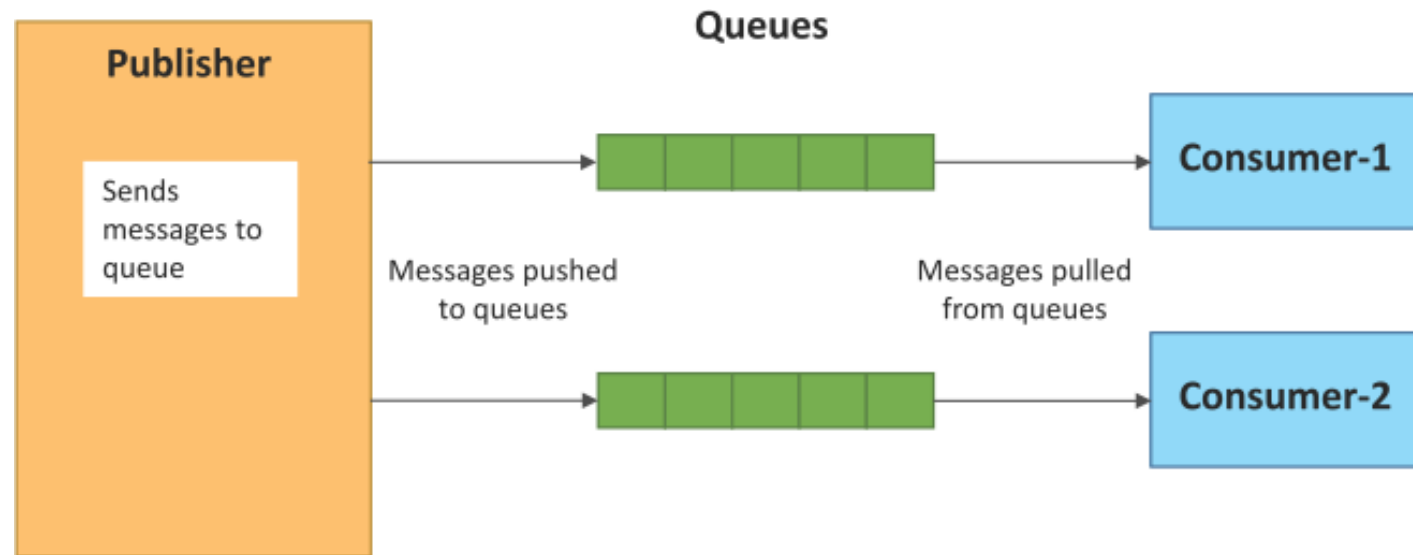 Queues
Publisher
Consumer-1
Sends
messages to
queue
Messages pushed
to queues
Messages pulled
from queues
Consumer-2